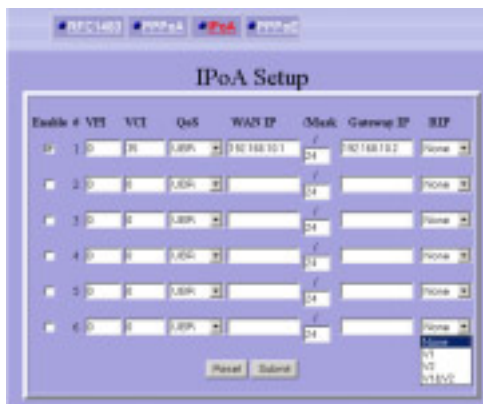 RFC1483 PPPoA IPoA PPPoE
IPoA Setup
Enable # VPI VCI QoS WAN IP /Mask Gateway IP RIP
1 0 35 UBR 192.168.10.1 / 24 192.168.10.2 None
2 0 0 UBR / 24 None
3 0 0 UBR / 24 None
4 0 0 UBR / 24 None
5 0 0 UBR / 24 None
6 0 0 UBR / 24 None
None
V1
V2
V1&V2
Reset Submit